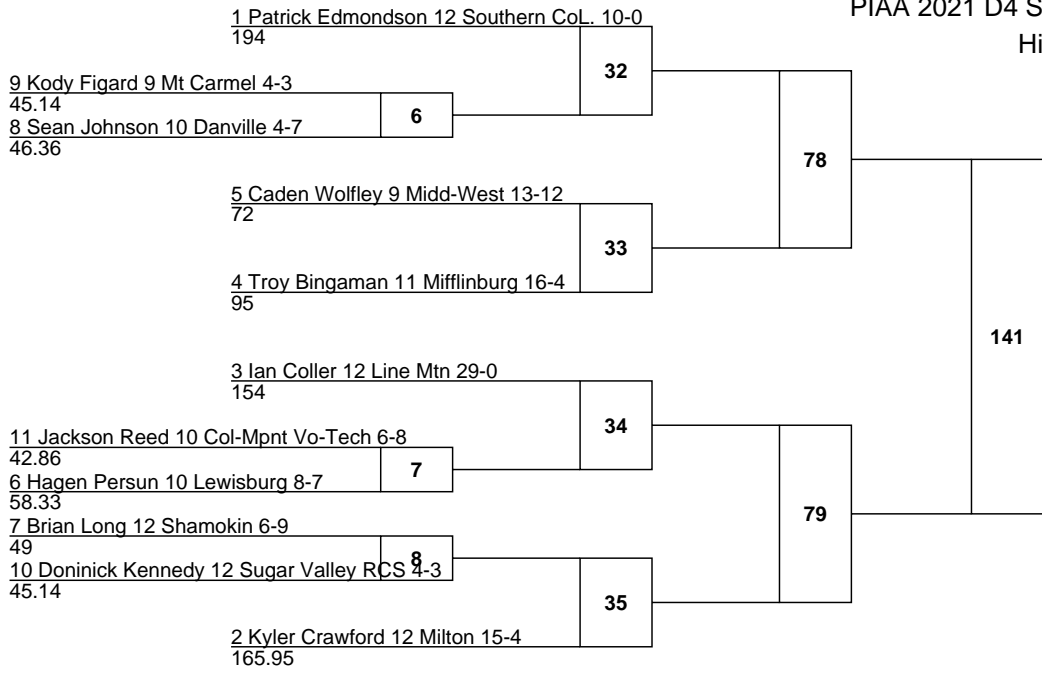 PIAA 2021 D4 S
Hi
1 Patrick Edmondson 12 Southern CoL. 10-0
194
32
9 Kody Figard 9 Mt Carmel 4-3
45.14
6
8 Sean Johnson 10 Danville 4-7
46.36
78
5 Caden Wolfley 9 Midd-West 13-12
72
33
4 Troy Bingaman 11 Mifflinburg 16-4
95
141
3 Ian Coller 12 Line Mtn 29-0
154
34
11 Jackson Reed 10 Col-Mpnt Vo-Tech 6-8
42.86
7
6 Hagen Persun 10 Lewisburg 8-7
58.33
79
7 Brian Long 12 Shamokin 6-9
49
8
10 Doninick Kennedy 12 Sugar Valley RCS 4-3
45.14
35
2 Kyler Crawford 12 Milton 15-4
165.95